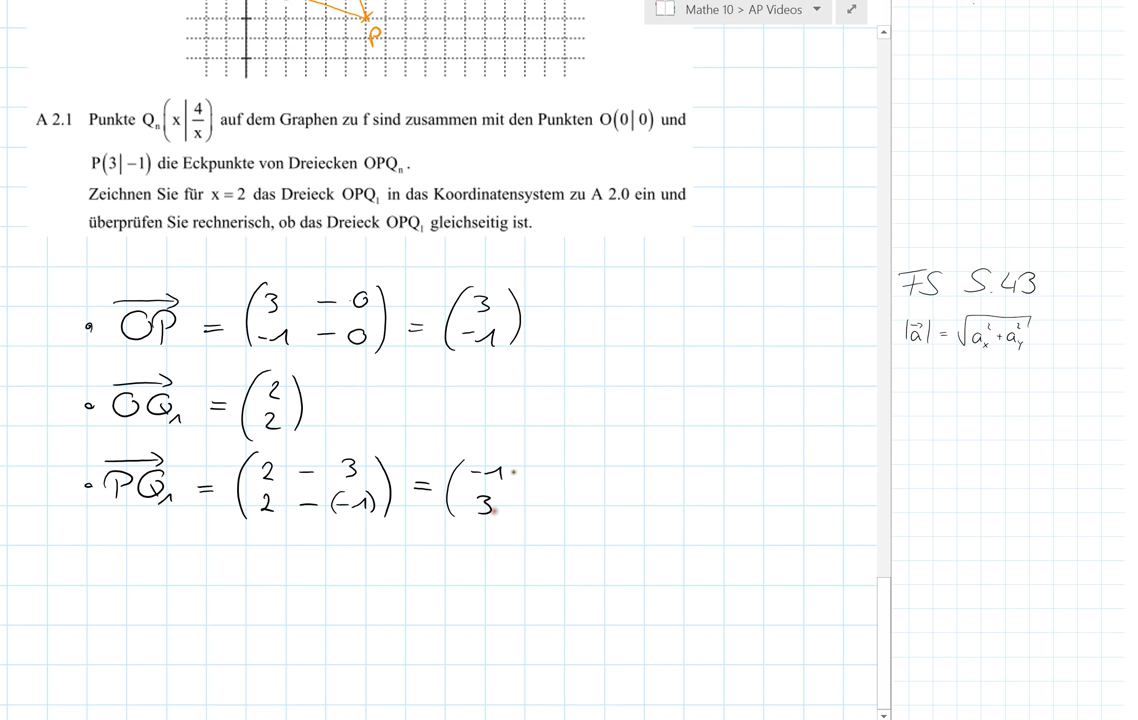 Mathe 10 > AP Videos
P
A 2.1 Punkte Qₙ(x | 4/x) auf dem Graphen zu f sind zusammen mit den Punkten O(0|0) und
P(3|−1) die Eckpunkte von Dreiecken OPQₙ.
Zeichnen Sie für x = 2 das Dreieck OPQ₁ in das Koordinatensystem zu A 2.0 ein und
überprüfen Sie rechnerisch, ob das Dreieck OPQ₁ gleichseitig ist.
FS S.43
|a⃗| = √(aₓ² + a_y²)
• OP⃗ = (3 − 0 / −1 − 0) = (3 / −1)
• OQ₁⃗ = (2 / 2)
• PQ₁⃗ = (2 − 3 / 2 − (−1)) = (−1 / 3